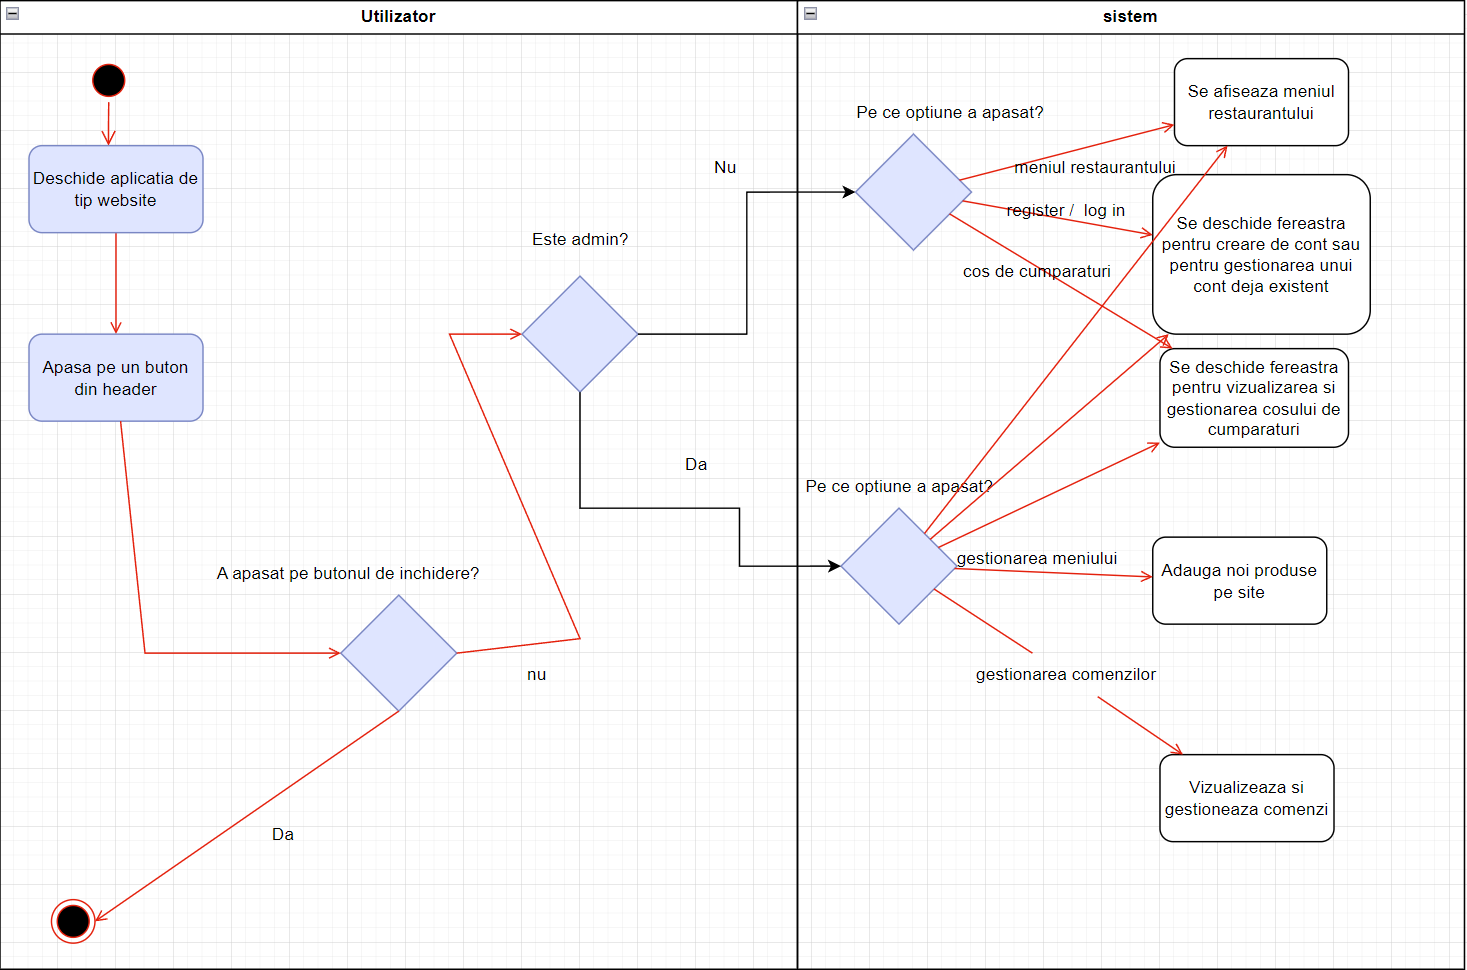 Utilizator
sistem
Deschide aplicatia de
tip website
Apasa pe un buton
din header
A apasat pe butonul de inchidere?
nu
Da
Este admin?
Nu
Da
Pe ce optiune a apasat?
meniul restaurantului
register /  log in
cos de cumparaturi
Se afiseaza meniul
restaurantului
Se deschide fereastra
pentru creare de cont sau
pentru gestionarea unui
cont deja existent
Se deschide fereastra
pentru vizualizarea si
gestionarea cosului de
cumparaturi
Pe ce optiune a apasat?
gestionarea meniului
Adauga noi produse
pe site
gestionarea comenzilor
Vizualizeaza si
gestioneaza comenzi